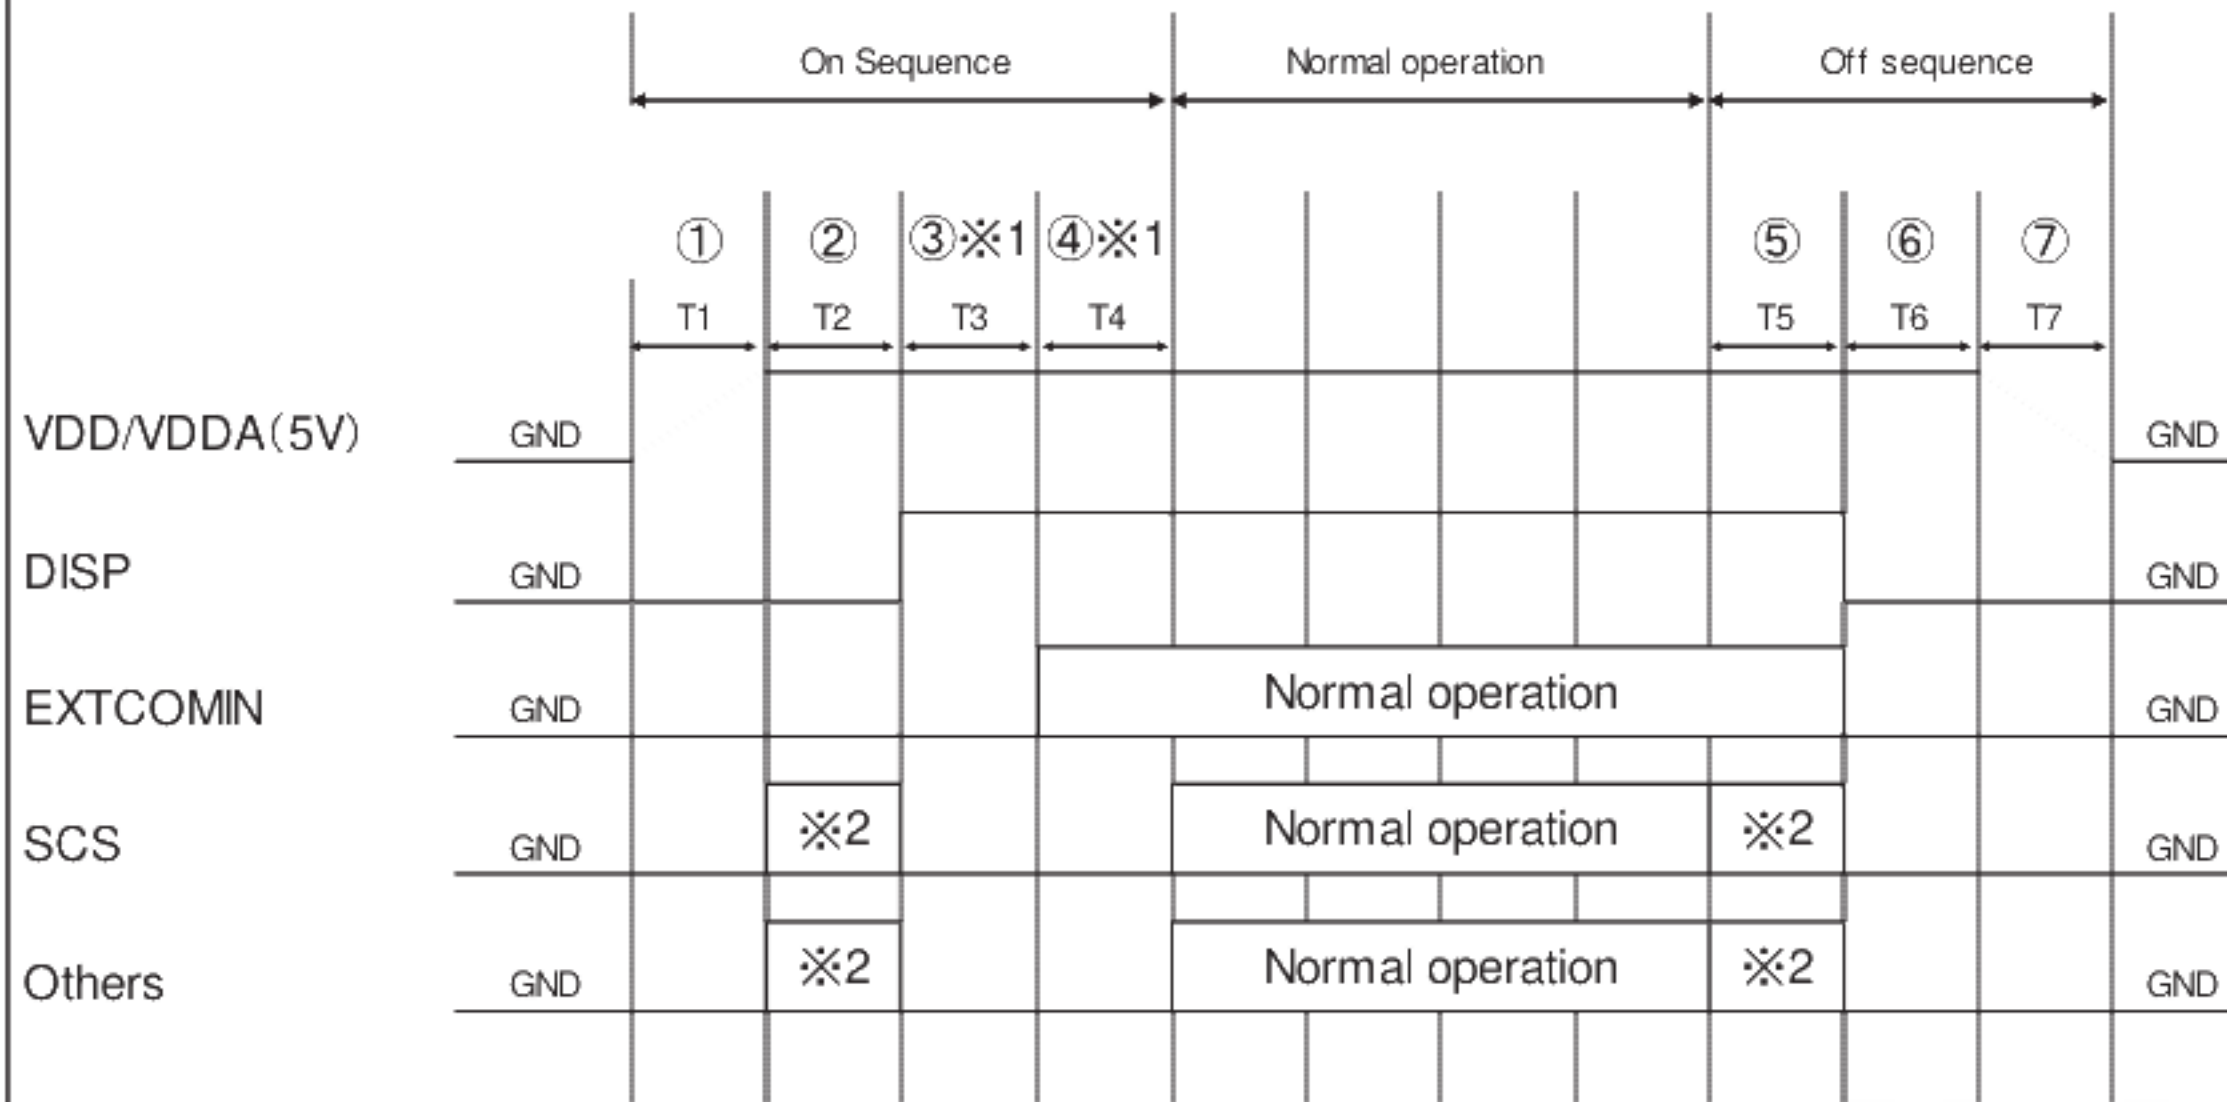 On Sequence Normal operation Off sequence
① ② ③※1 ④※1 ⑤ ⑥ ⑦
T1 T2 T3 T4 T5 T6 T7
VDD/VDDA(5V) GND GND
DISP GND GND
EXTCOMIN GND Normal operation GND
SCS GND ※2 Normal operation ※2 GND
Others GND ※2 Normal operation ※2 GND